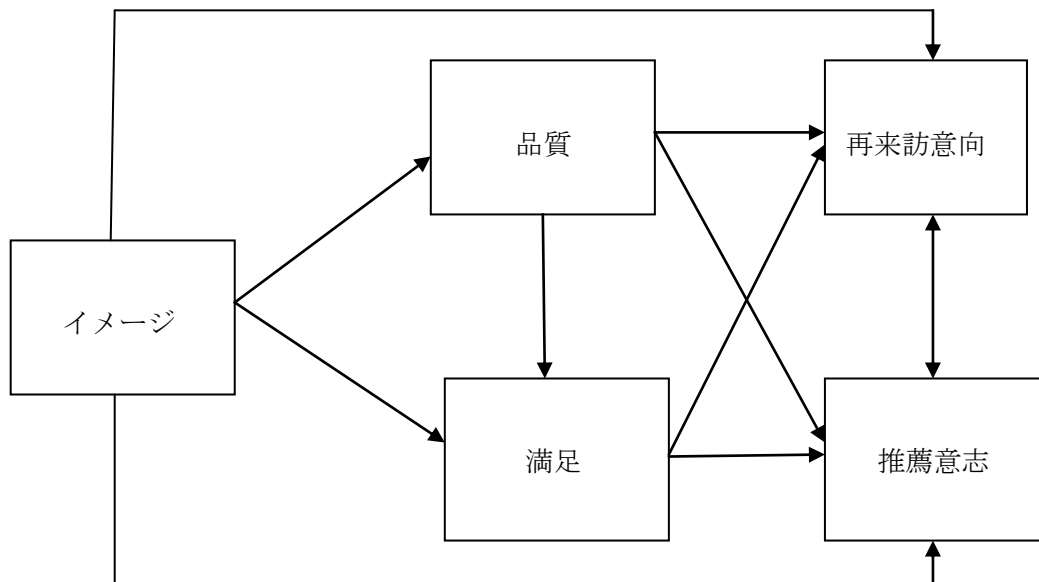 品質
再来訪意向
イメージ
満足
推薦意志